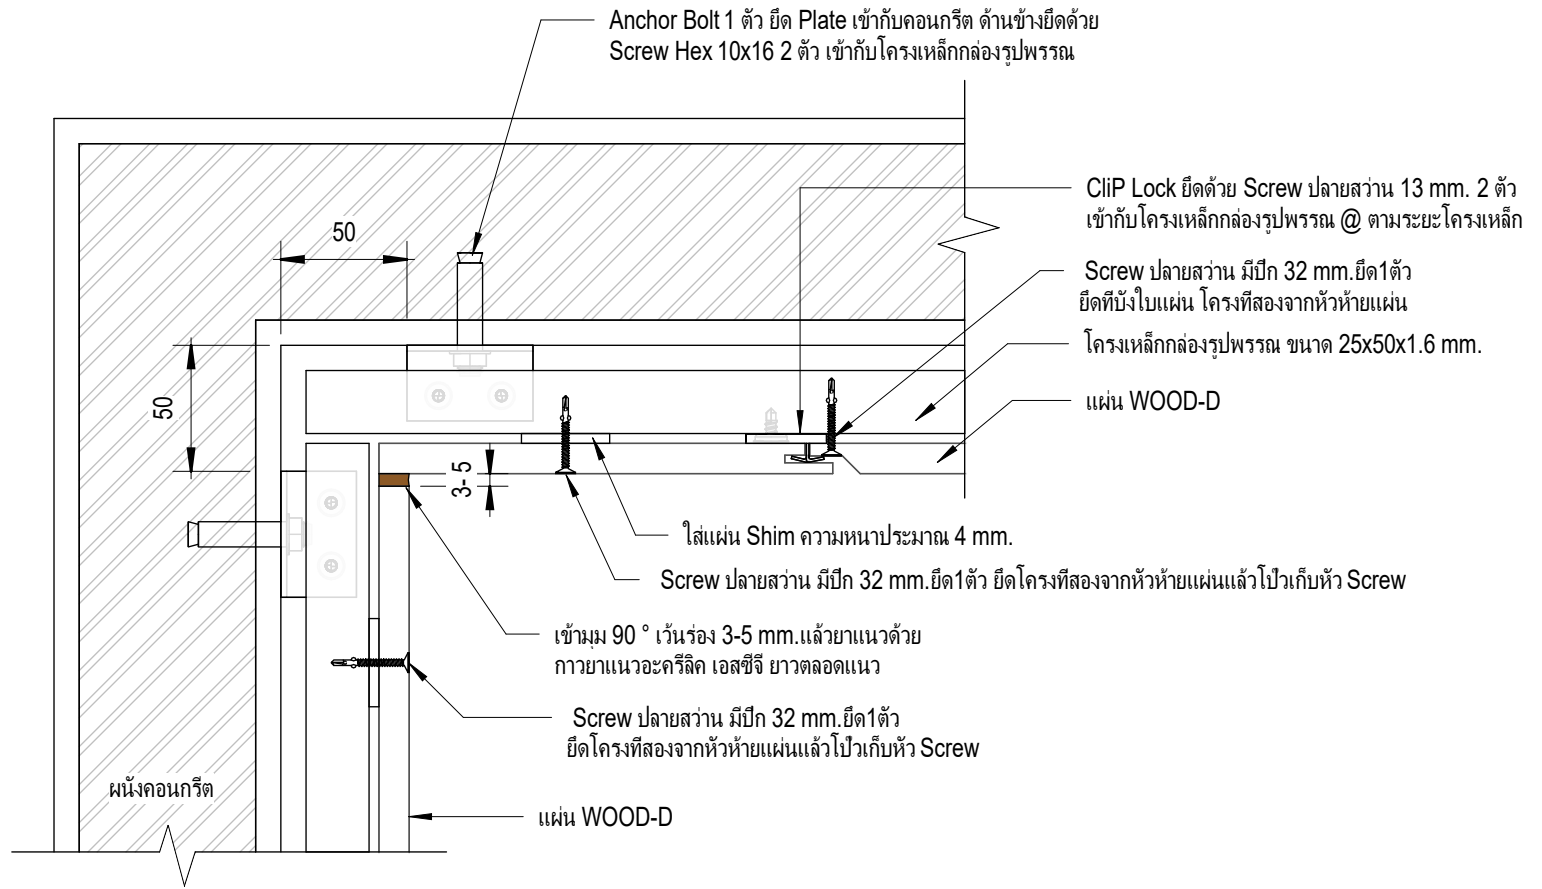 Anchor Bolt 1 ตัว ยึด Plate เข้ากับคอนกรีต ด้านข้างยึดด้วย
Screw Hex 10x16 2 ตัว เข้ากับโครงเหล็กกล่องรูปพรรณ
CliP Lock ยึดด้วย Screw ปลายสว่าน 13 mm. 2 ตัว
เข้ากับโครงเหล็กกล่องรูปพรรณ @ ตามระยะโครงเหล็ก
50
Screw ปลายสว่าน มีปีก 32 mm.ยึด1ตัว
ยึดที่บังใบแผ่น โครงที่สองจากหัวท้ายแผ่น
โครงเหล็กกล่องรูปพรรณ ขนาด 25x50x1.6 mm.
50
แผ่น WOOD-D
3- 5
ใส่แผ่น Shim ความหนาประมาณ 4 mm.
Screw ปลายสว่าน มีปีก 32 mm.ยึด1ตัว ยึดโครงที่สองจากหัวท้ายแผ่นแล้วโป๊วเก็บหัว Screw
เข้ามุม 90 ° เว้นร่อง 3-5 mm.แล้วยาแนวด้วย
กาวยาแนวอะครีลิค เอสซีจี ยาวตลอดแนว
Screw ปลายสว่าน มีปีก 32 mm.ยึด1ตัว
ยึดโครงที่สองจากหัวท้ายแผ่นแล้วโป๊วเก็บหัว Screw
ผนังคอนกรีต
แผ่น WOOD-D